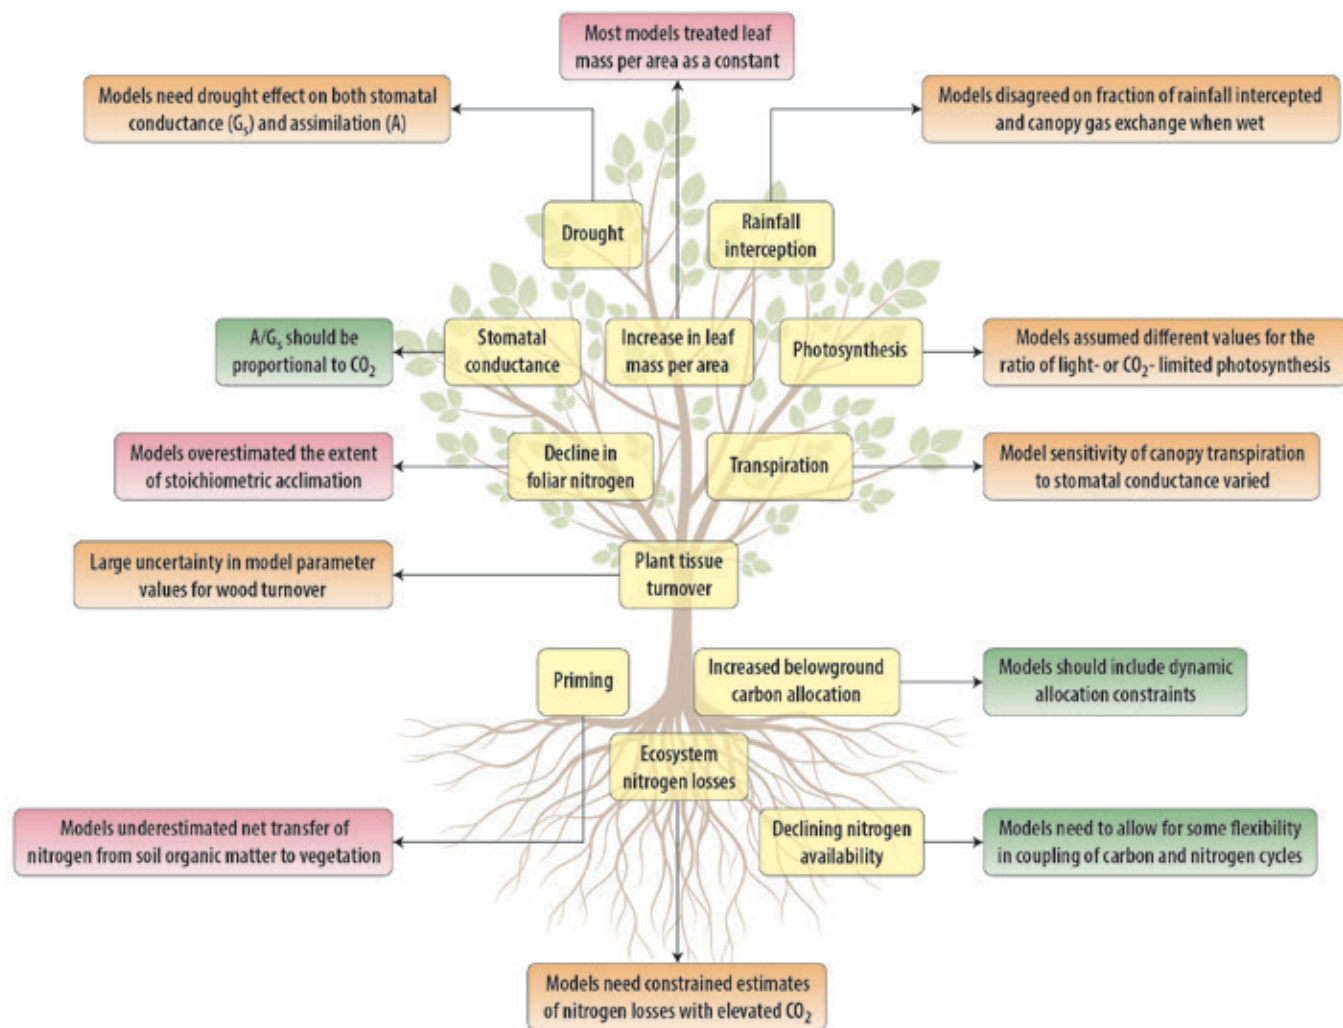 Most models treated leaf
mass per area as a constant
Models need drought effect on both stomatal
conductance (Gs) and assimilation (A)
Models disagreed on fraction of rainfall intercepted
and canopy gas exchange when wet
Drought
Rainfall
interception
A/Gs should be
proportional to CO2
Stomatal
conductance
Increase in leaf
mass per area
Photosynthesis
Models assumed different values for the
ratio of light- or CO2- limited photosynthesis
Models overestimated the extent
of stoichiometric acclimation
Decline in
foliar nitrogen
Transpiration
Model sensitivity of canopy transpiration
to stomatal conductance varied
Large uncertainty in model parameter
values for wood turnover
Plant tissue
turnover
Priming
Increased belowground
carbon allocation
Models should include dynamic
allocation constraints
Ecosystem
nitrogen losses
Models underestimated net transfer of
nitrogen from soil organic matter to vegetation
Declining nitrogen
availability
Models need to allow for some flexibility
in coupling of carbon and nitrogen cycles
Models need constrained estimates
of nitrogen losses with elevated CO2